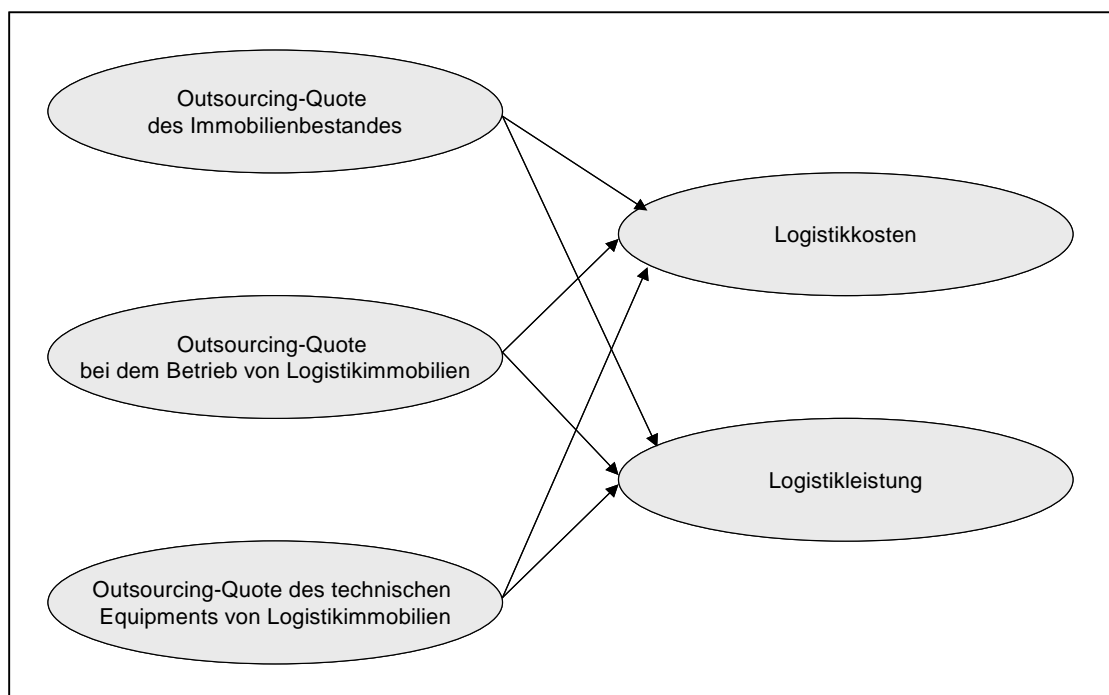 Outsourcing-Quote
des Immobilienbestandes
Logistikkosten
Outsourcing-Quote
bei dem Betrieb von Logistikimmobilien
Logistikleistung
Outsourcing-Quote des technischen
Equipments von Logistikimmobilien